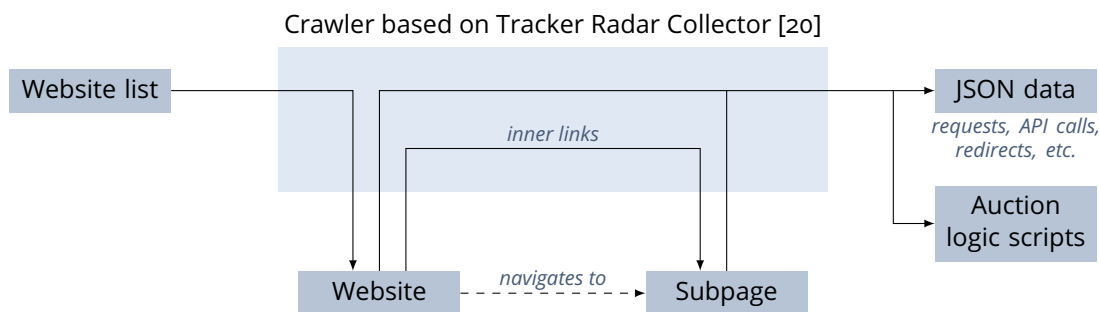 Crawler based on Tracker Radar Collector [20]
Website list
JSON data
requests, API calls,
redirects, etc.
inner links
Auction
logic scripts
Website
navigates to
Subpage